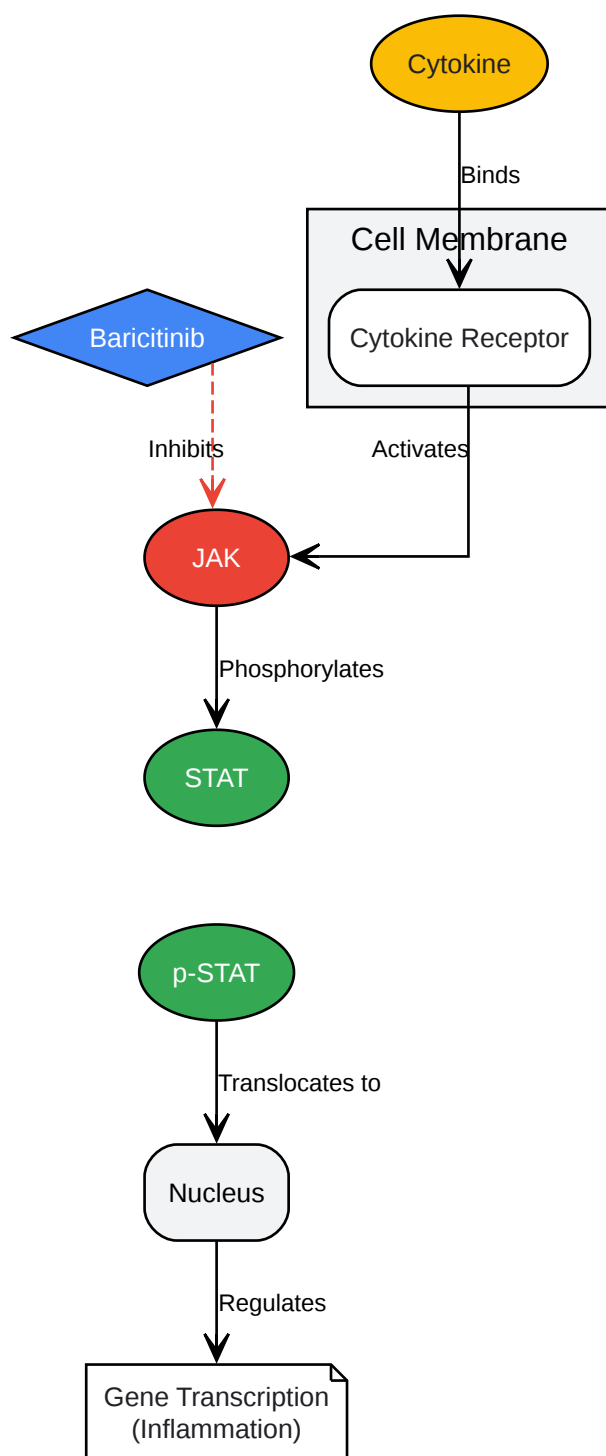 Cytokine
Binds
Cell Membrane
Cytokine Receptor
Baricitinib
Inhibits
Activates
JAK
Phosphorylates
STAT
p-STAT
Translocates to
Nucleus
Regulates
Gene Transcription
(Inflammation)